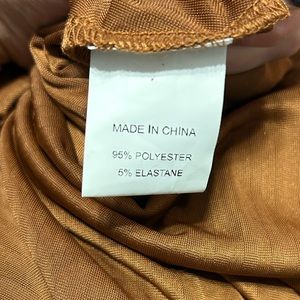 MADE IN CHINA
95% POLYESTER
5% ELASTANE